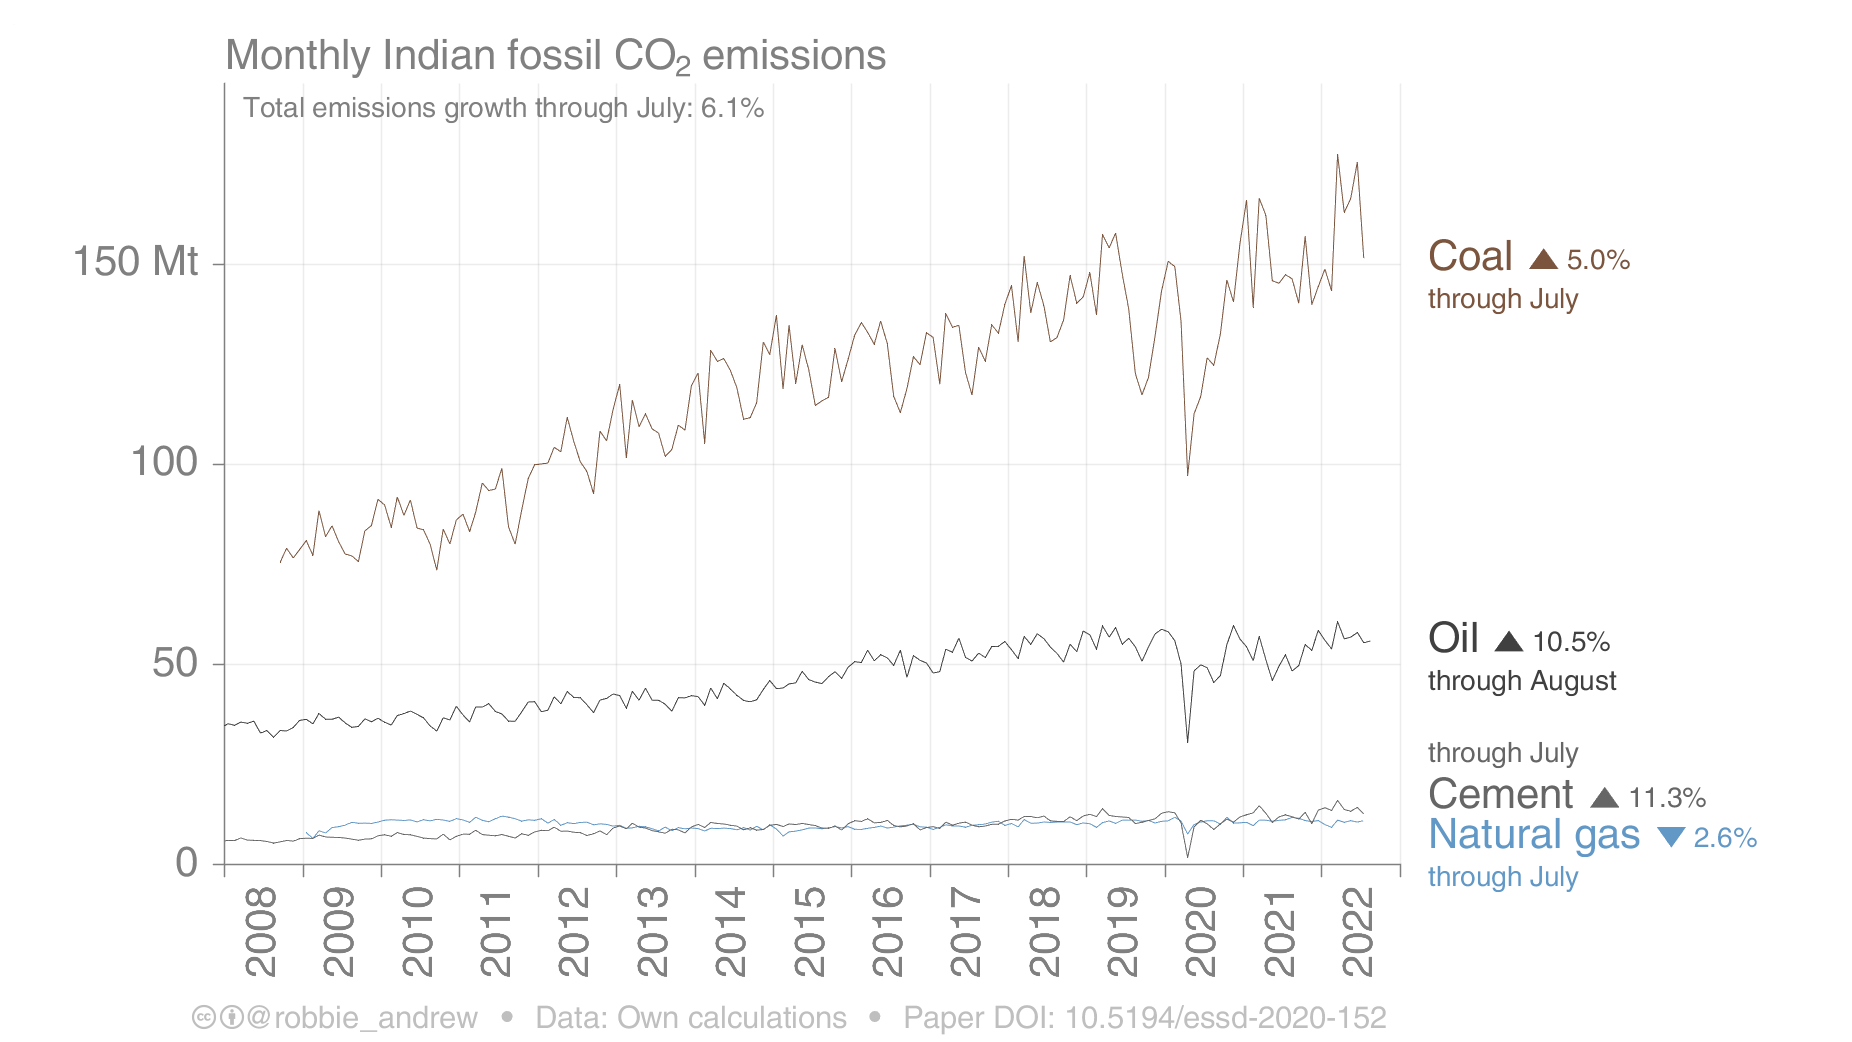 Monthly Indian fossil CO₂ emissions
Total emissions growth through July: 6.1%
150 Mt
100
50
0
Coal ▲ 5.0%
through July
Oil ▲ 10.5%
through August
through July
Cement ▲ 11.3%
Natural gas ▼ 2.6%
through July
2008 2009 2010 2011 2012 2013 2014 2015 2016 2017 2018 2019 2020 2021 2022
@robbie_andrew • Data: Own calculations • Paper DOI: 10.5194/essd-2020-152